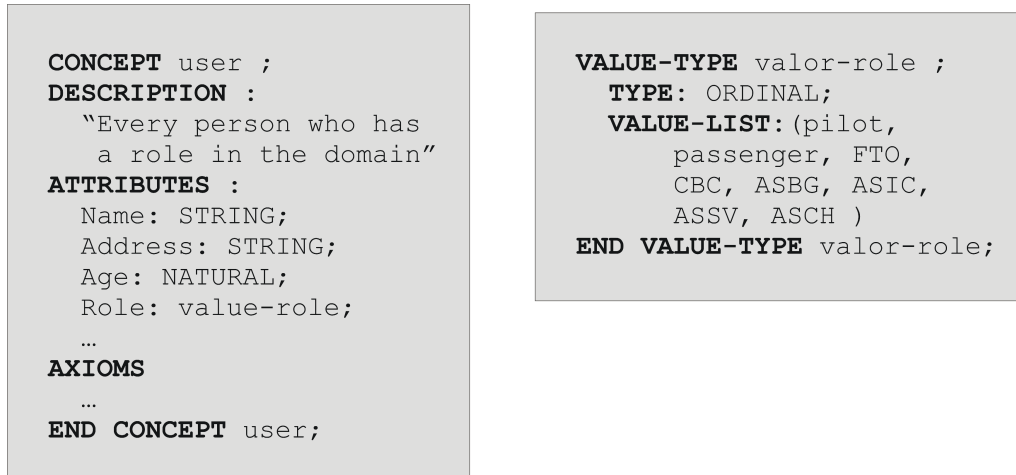 CONCEPT user ;
DESCRIPTION :
“Every person who has
a role in the domain”
ATTRIBUTES :
Name: STRING;
Address: STRING;
Age: NATURAL;
Role: value-role;
…
AXIOMS
…
END CONCEPT user;
VALUE-TYPE valor-role ;
TYPE: ORDINAL;
VALUE-LIST:(pilot,
passenger, FTO,
CBC, ASBG, ASIC,
ASSV, ASCH )
END VALUE-TYPE valor-role;